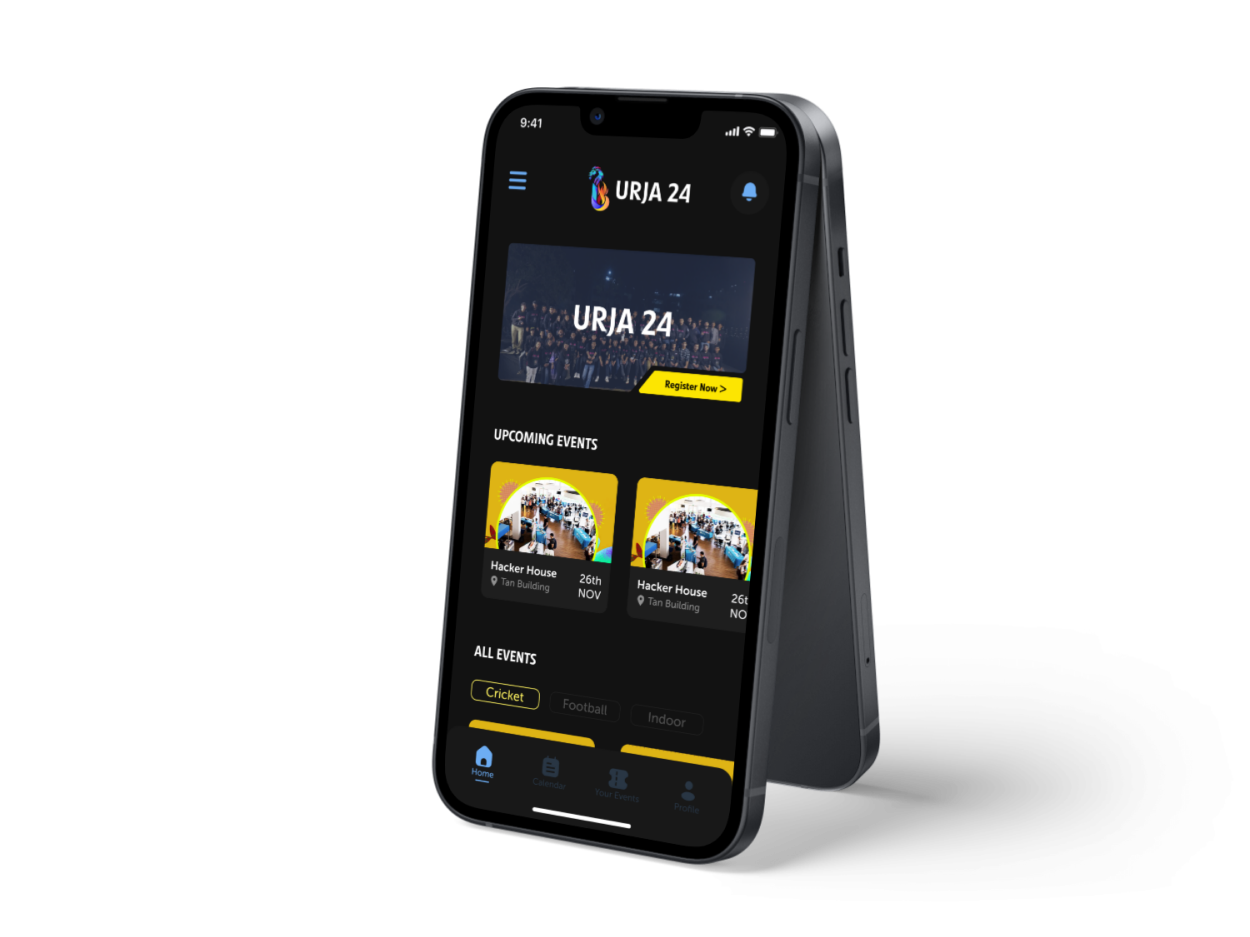 9:41
URJA 24
URJA 24
Register Now >
UPCOMING EVENTS
Hacker House
Tan Building
26th
NOV
Hacker House
Tan Building
26t
NO
ALL EVENTS
Cricket
Football
Indoor
Home
Calendar
Your Events
Profile